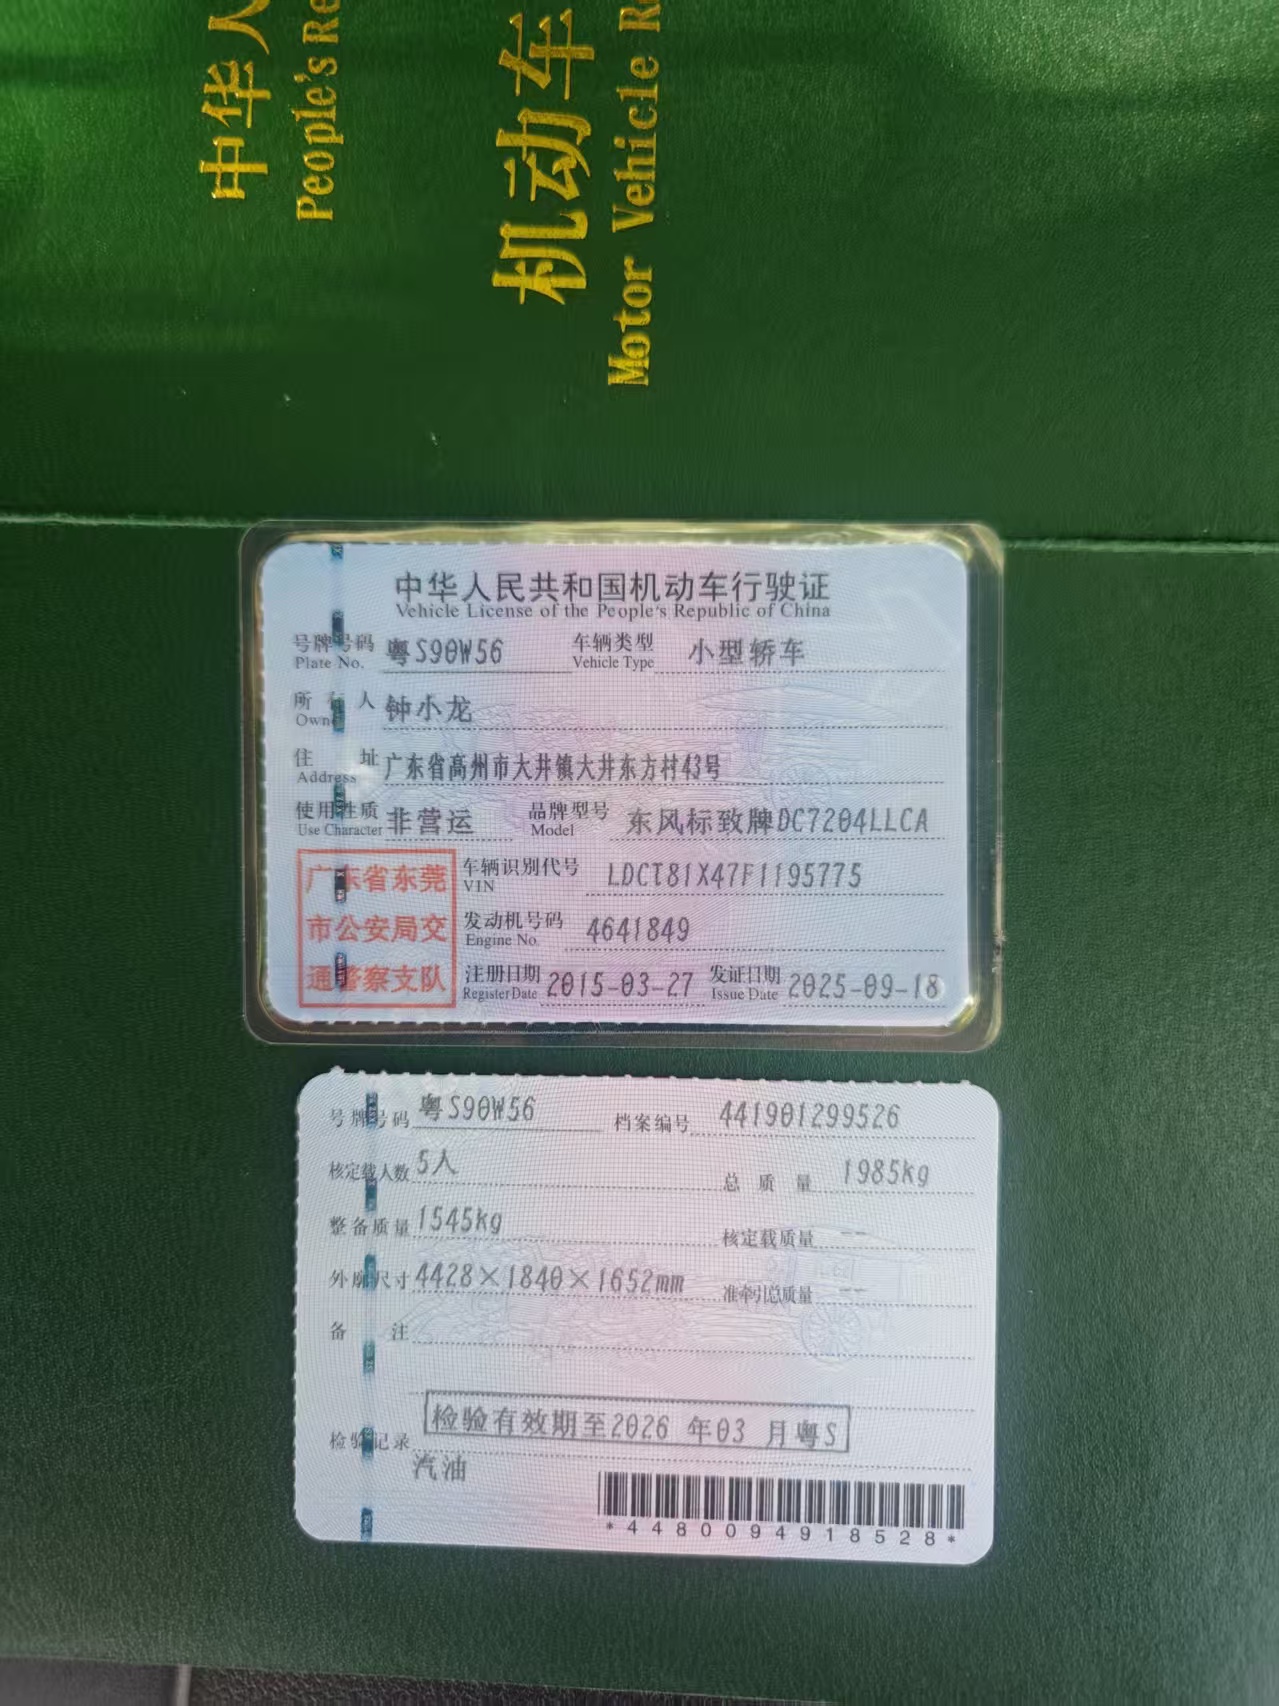 中华人
People's Re
机动车
Motor Vehicle R
中华人民共和国机动车行驶证
Vehicle License of the People's Republic of China
号牌号码 粤S90W56 车辆类型 小型轿车
Plate No. Vehicle Type
所有人 钟小龙
Owner
住址 广东省高州市大井镇大井东方村43号
Address
使用性质 非营运 品牌型号 东风标致牌DC7204LLCA
Use Character Model
广东省东莞
市公安局交
通警察支队
车辆识别代号 LDCT81X47F1195775
VIN
发动机号码 4641849
Engine No.
注册日期 2015-03-27 发证日期 2025-09-18
Register Date Issue Date
号牌号码 粤S90W56 档案编号 441901299526
核定载人数 5人 总质量 1985kg
整备质量 1545kg 核定载质量 --
外廓尺寸 4428×1840×1652mm 准牵引总质量 --
备注
检验记录 检验有效期至2026 年03 月粤S
汽油
*4480094918528*